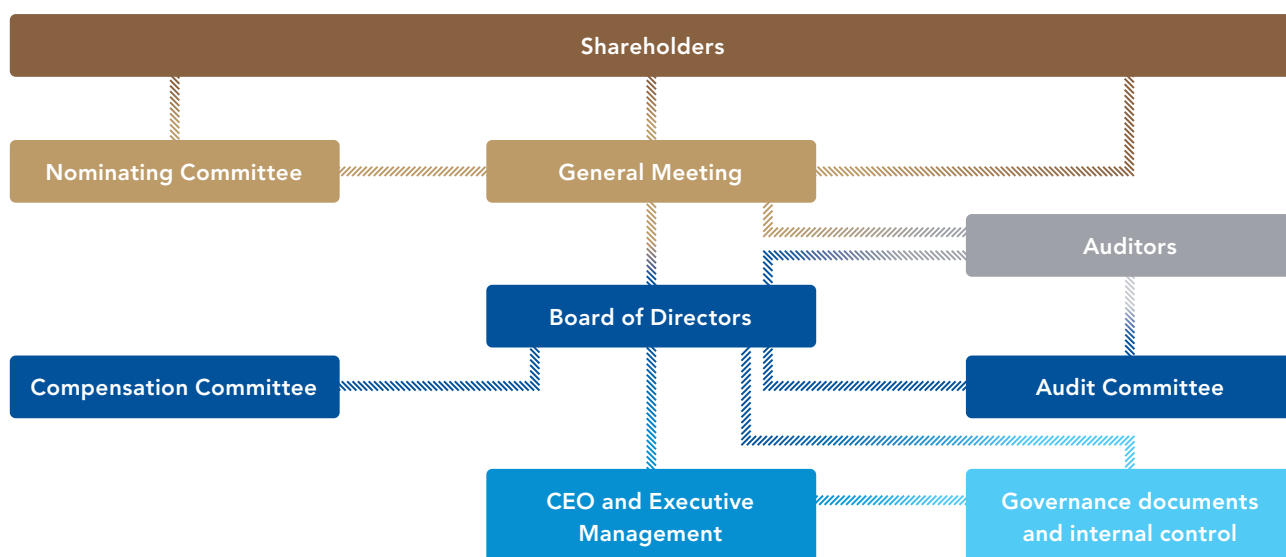 Shareholders
Nominating Committee
General Meeting
Auditors
Board of Directors
Compensation Committee
Audit Committee
CEO and Executive
Management
Governance documents
and internal control